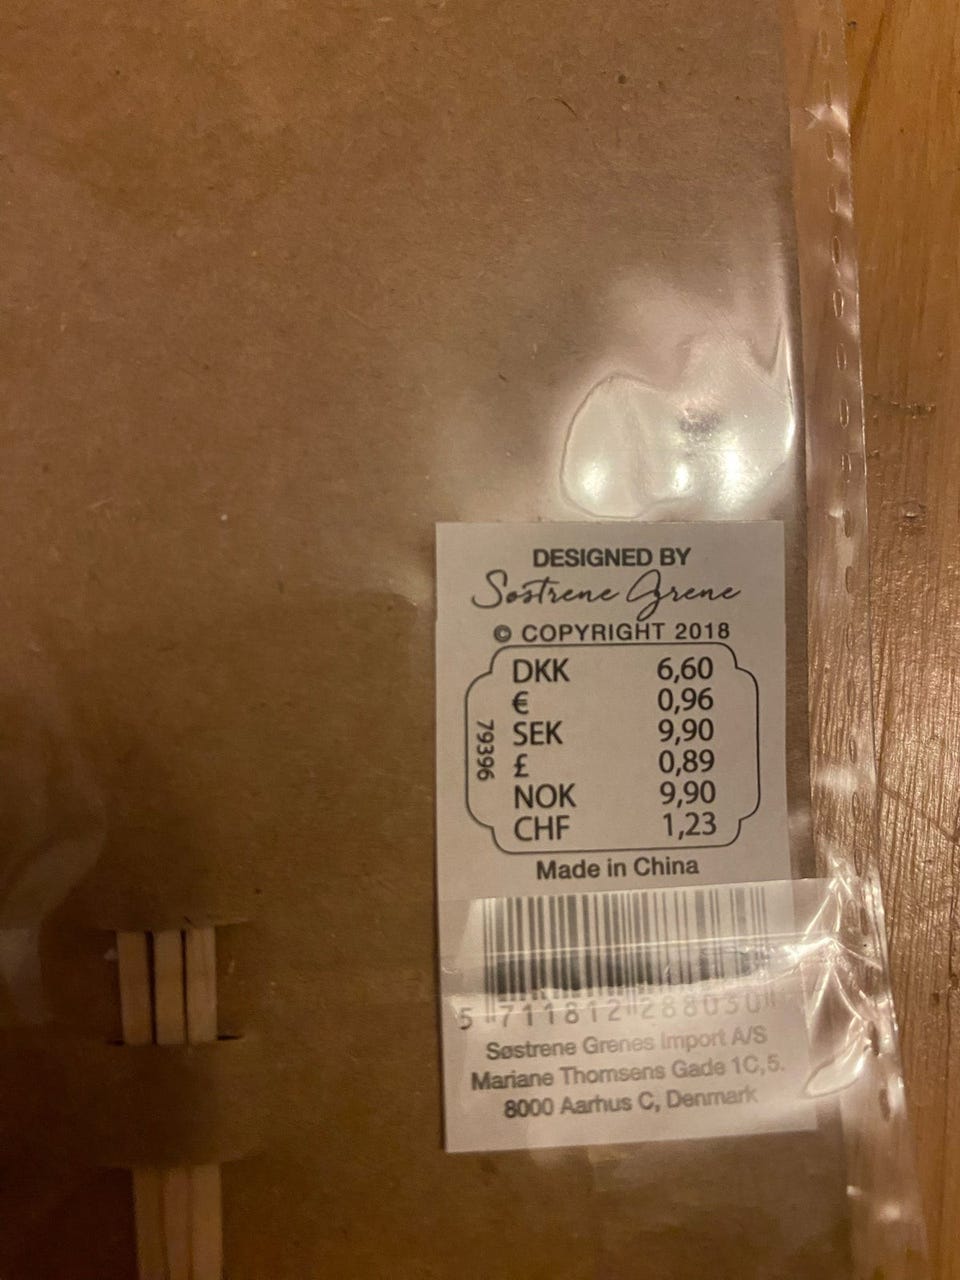 DESIGNED BY
Søstrene Grene
© COPYRIGHT 2018
DKK 6,60
€ 0,96
SEK 9,90
£ 0,89
NOK 9,90
CHF 1,23
79396
Made in China
5 711812 288030
Søstrene Grenes Import A/S
Mariane Thomsens Gade 1C,5.
8000 Aarhus C, Denmark